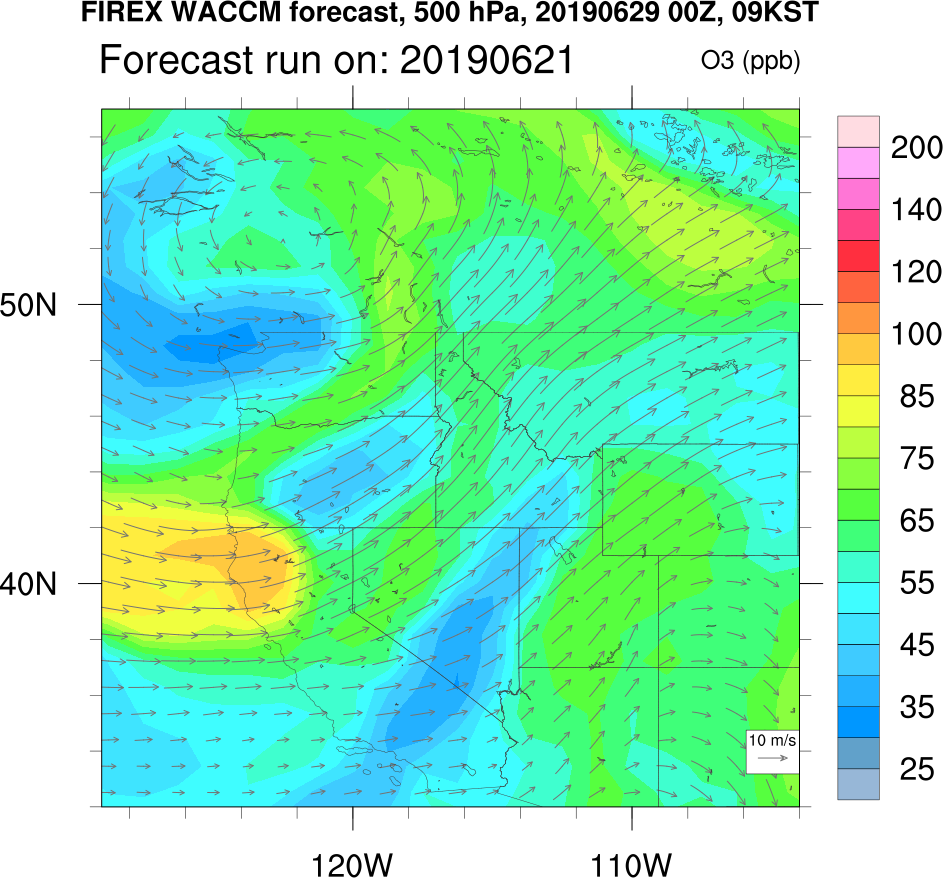 FIREX WACCM forecast, 500 hPa, 20190629 00Z, 09KST
Forecast run on: 20190621
O3 (ppb)
200
140
120
100
85
75
65
55
45
35
25
50N
40N
10 m/s
120W
110W